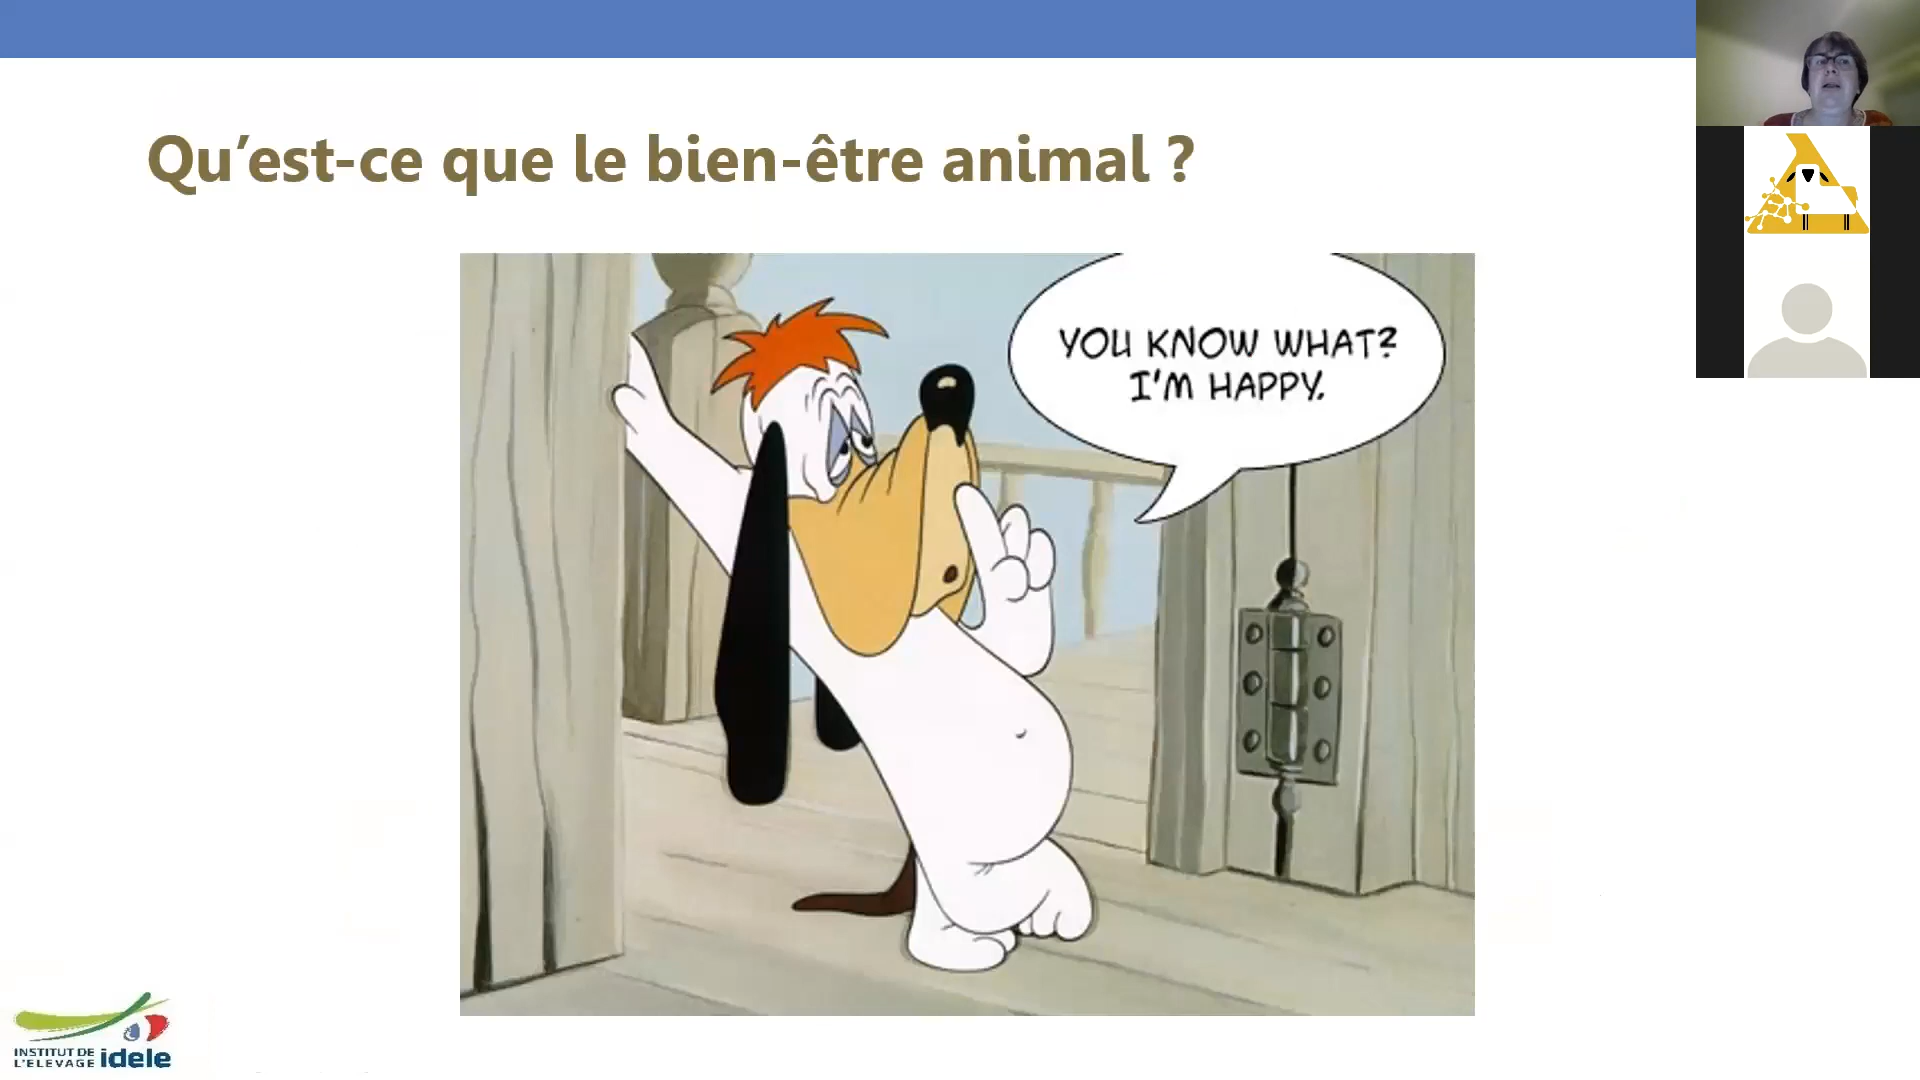 Qu’est-ce que le bien-être animal ?
YOU KNOW WHAT?
I'M HAPPY.
INSTITUT DE
L'ELEVAGE idele